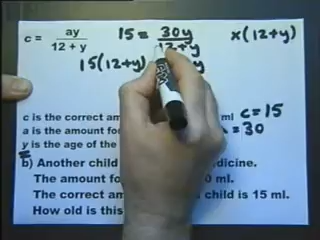 c = ay / 12 + y
15 = 30y / 12 + y
x (12+y)
15(12+y) y
c is the correct am ml
c = 15
a is the amount fo = 30
y is the age of the
b) Another child dicine.
The amount fo 0 ml.
The correct am child is 15 ml.
How old is this